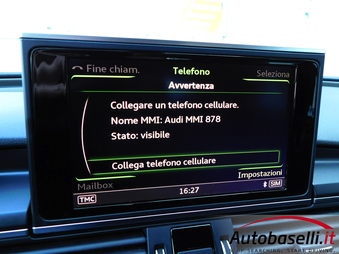 Fine chiam. Telefono Seleziona
Avvertenza
Collegare un telefono cellulare.
Nome MMI: Audi MMI 878
Stato: visibile
Collega telefono cellulare
Mailbox Impostazioni
TMC 16:27 SIM
Autobaselli.it